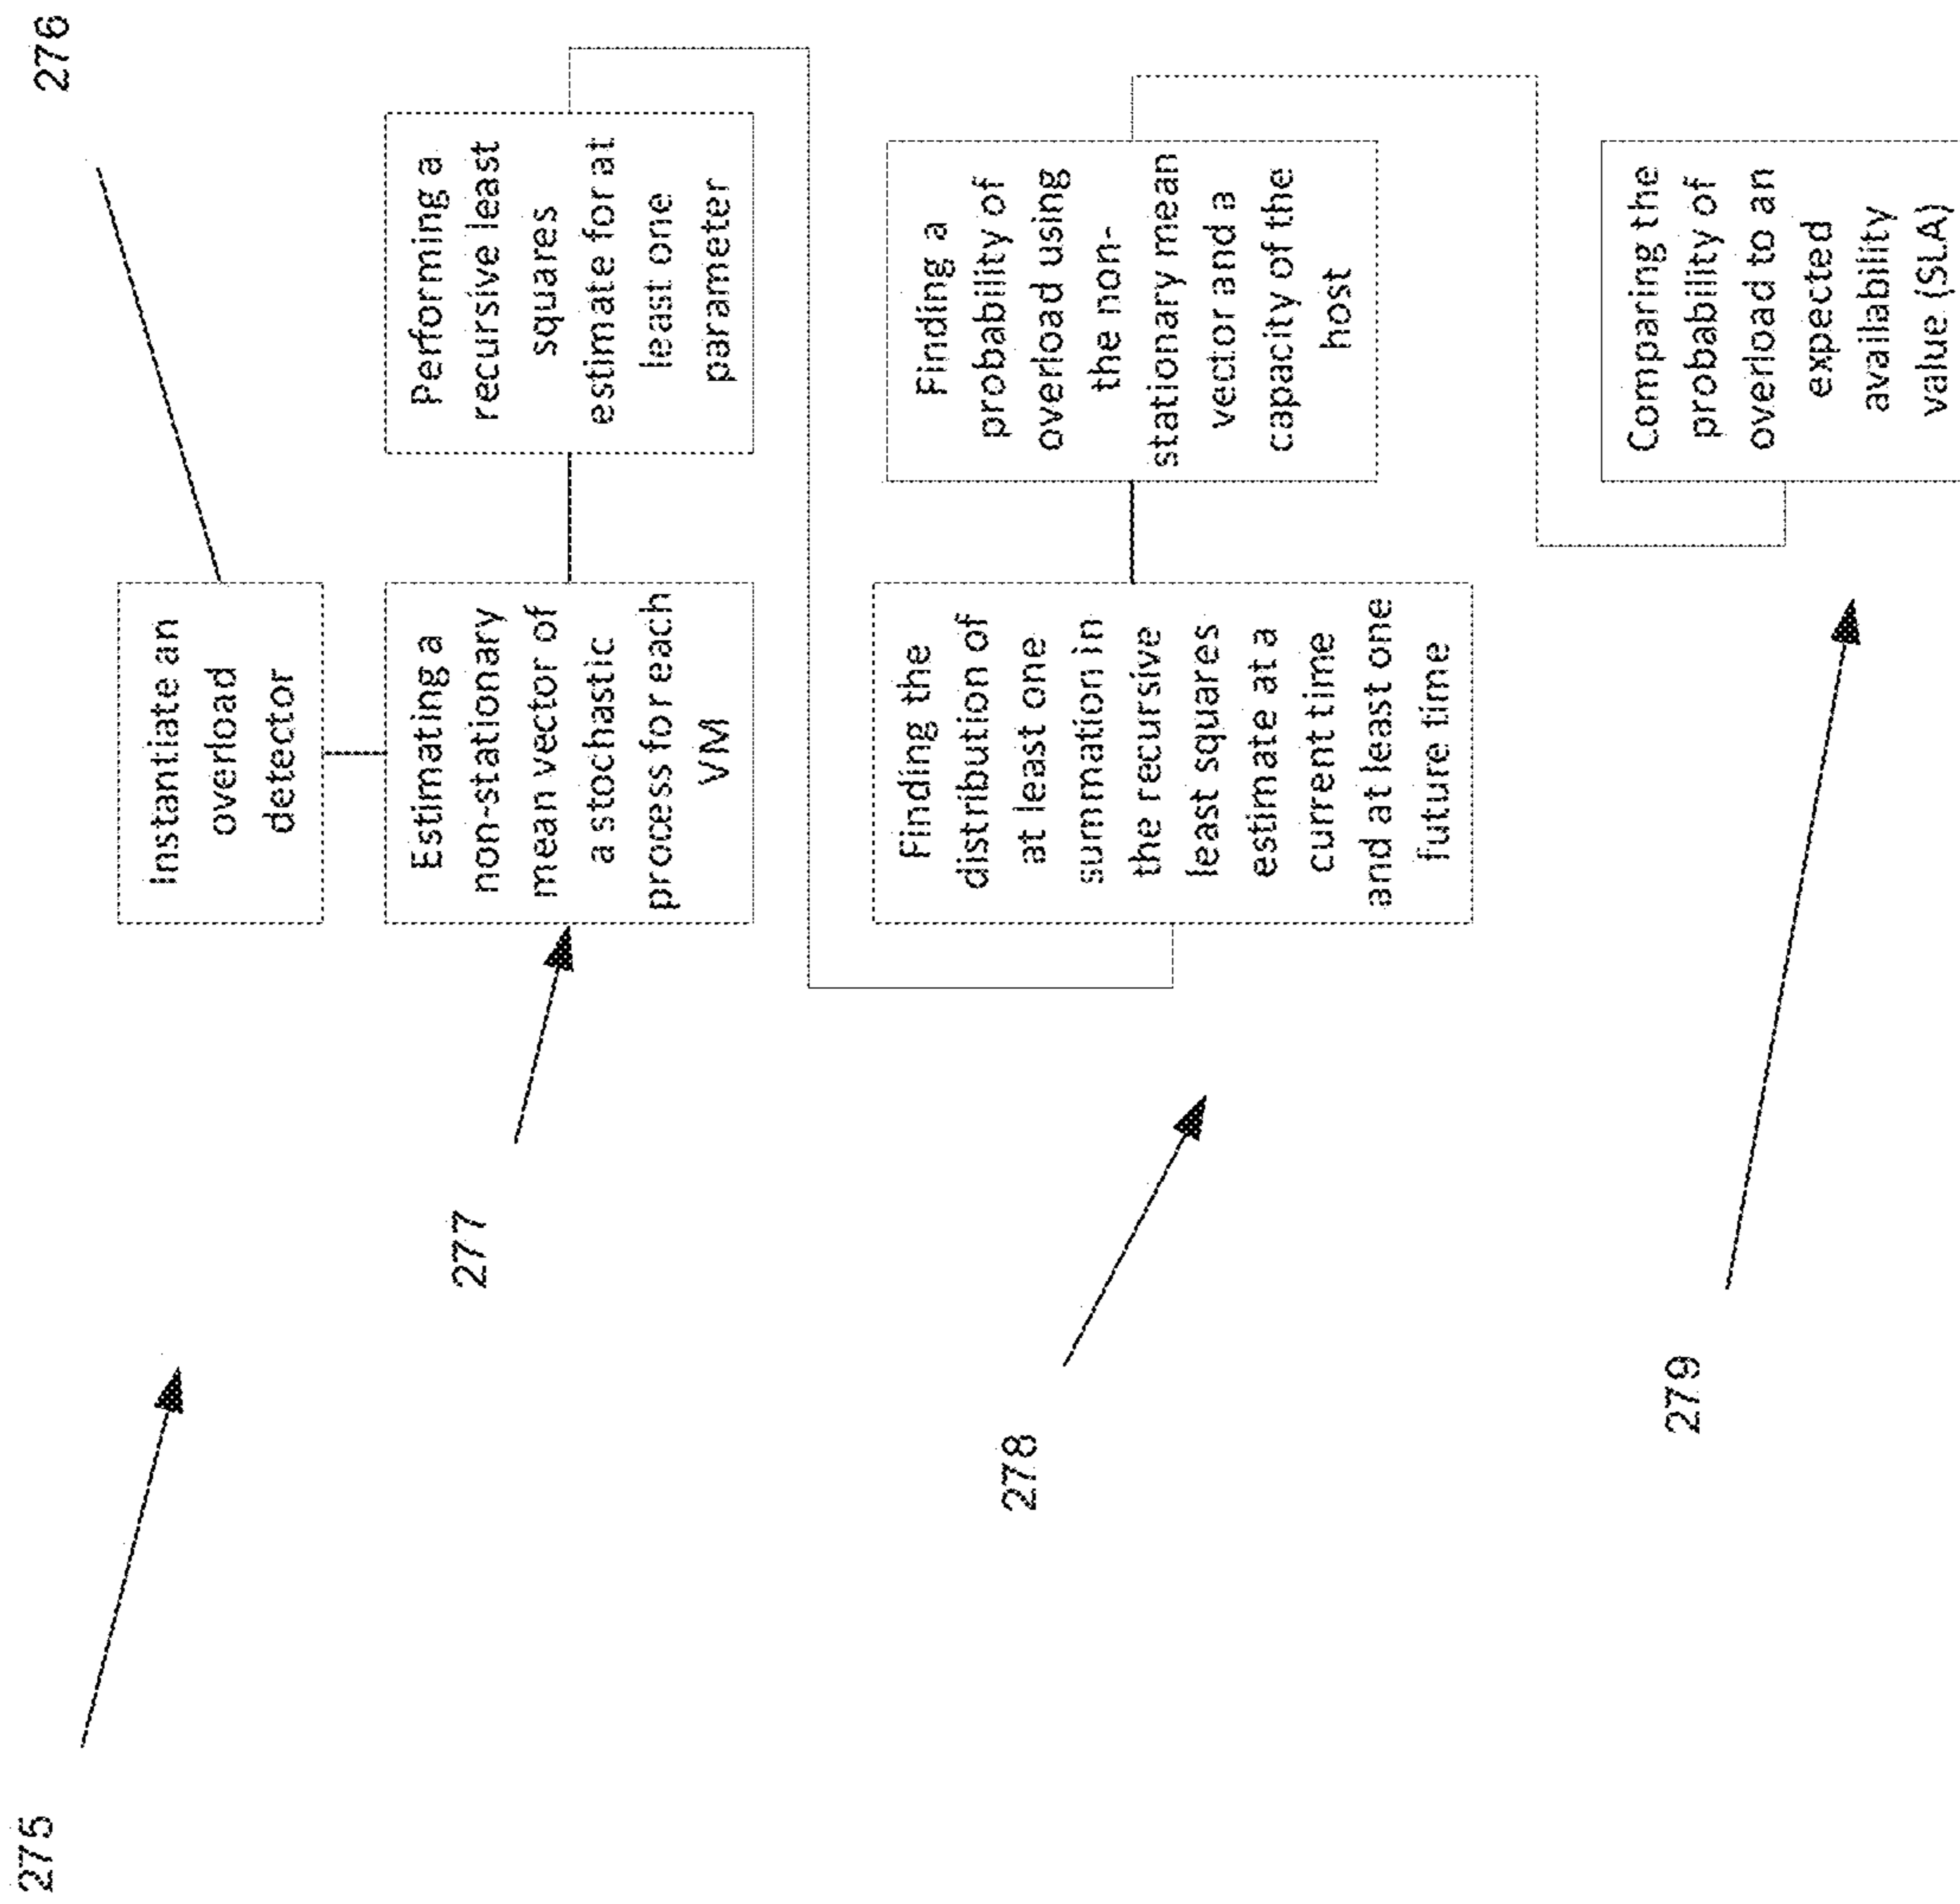 275
276
Instantiate an
overload
detector
277
Estimating a
non-stationary
mean vector of
a stochastic
process for each
VM
Performing a
recursive least
squares
estimate for at
least one
parameter
278
Finding the
distribution of
at least one
summation in
the recursive
least squares
estimate at a
current time
and at least one
future time
Finding a
probability of
overload using
the non-
stationary mean
vector and a
capacity of the
host
279
Comparing the
probability of
overload to an
expected
availability
value (SLA)